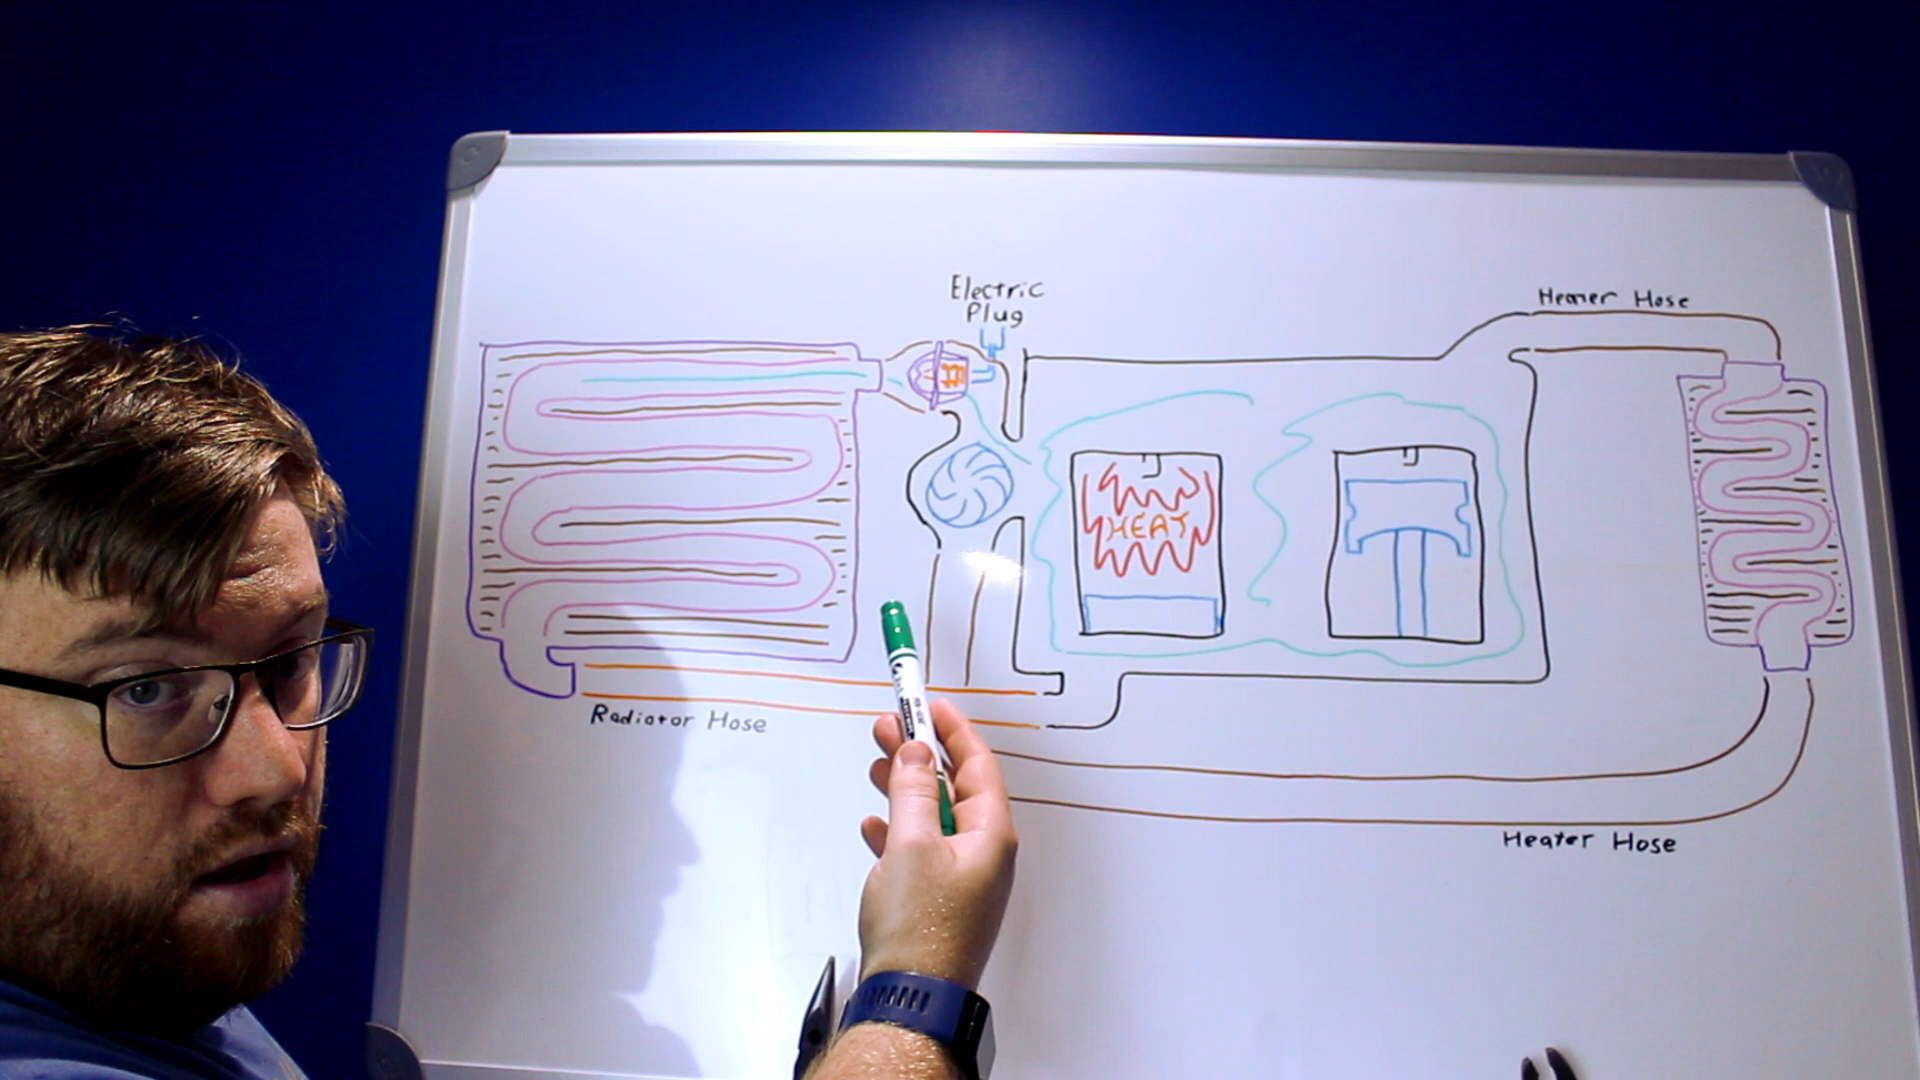 Electric
Plug
Heater Hose
HEAT
Radiator Hose
Heater Hose